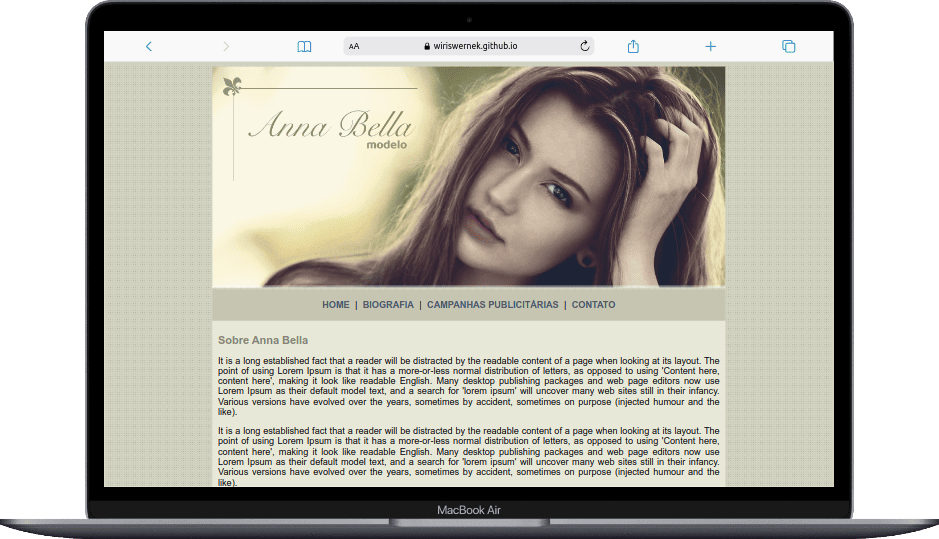 AA wiriswernek.github.io
Anna Bella
modelo
HOME | BIOGRAFIA | CAMPANHAS PUBLICITÁRIAS | CONTATO
Sobre Anna Bella
It is a long established fact that a reader will be distracted by the readable content of a page when looking at its layout. The
point of using Lorem Ipsum is that it has a more-or-less normal distribution of letters, as opposed to using 'Content here,
content here', making it look like readable English. Many desktop publishing packages and web page editors now use
Lorem Ipsum as their default model text, and a search for 'lorem ipsum' will uncover many web sites still in their infancy.
Various versions have evolved over the years, sometimes by accident, sometimes on purpose (injected humour and the
like).
It is a long established fact that a reader will be distracted by the readable content of a page when looking at its layout. The
point of using Lorem Ipsum is that it has a more-or-less normal distribution of letters, as opposed to using 'Content here,
content here', making it look like readable English. Many desktop publishing packages and web page editors now use
Lorem Ipsum as their default model text, and a search for 'lorem ipsum' will uncover many web sites still in their infancy.
Various versions have evolved over the years, sometimes by accident, sometimes on purpose (injected humour and the
like).
MacBook Air